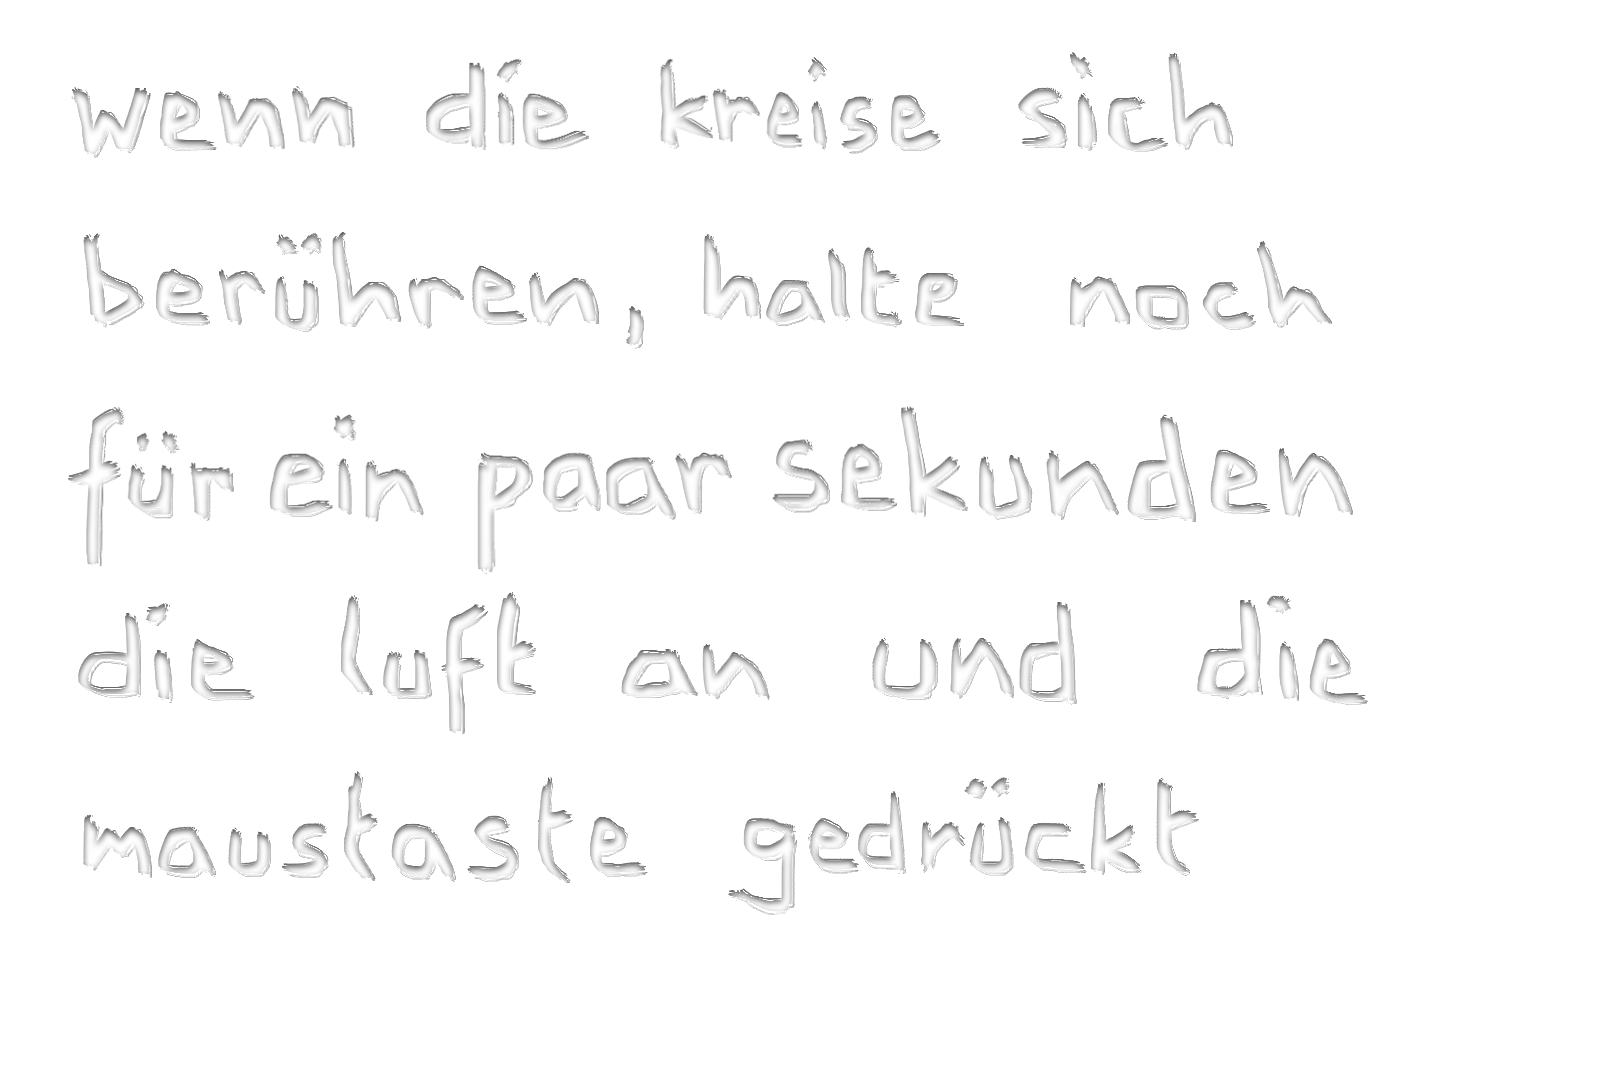 wenn die kreise sich
berühren, halte noch
für ein paar sekunden
die luft an und die
maustaste gedrückt